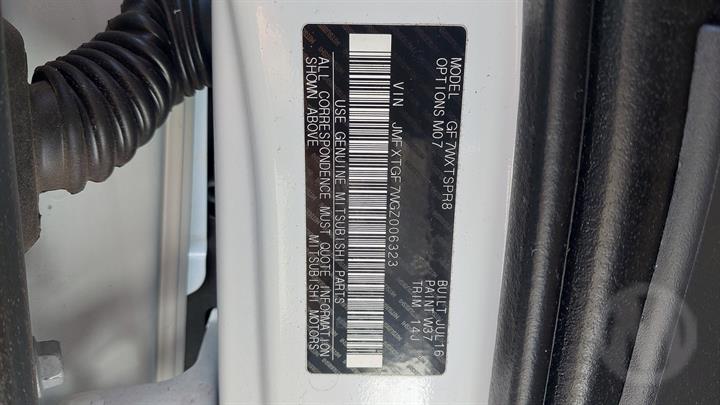 MODEL GF7WXTSPR8 BUILT JUL16
OPTIONS M07 PAINT W37
TRIM 14J
VIN JMFXTGF7WGZ006323
USE GENUINE MITSUBISHI PARTS
ALL CORRESPONDENCE MUST QUOTE INFORMATION
SHOWN ABOVE MITSUBISHI MOTORS